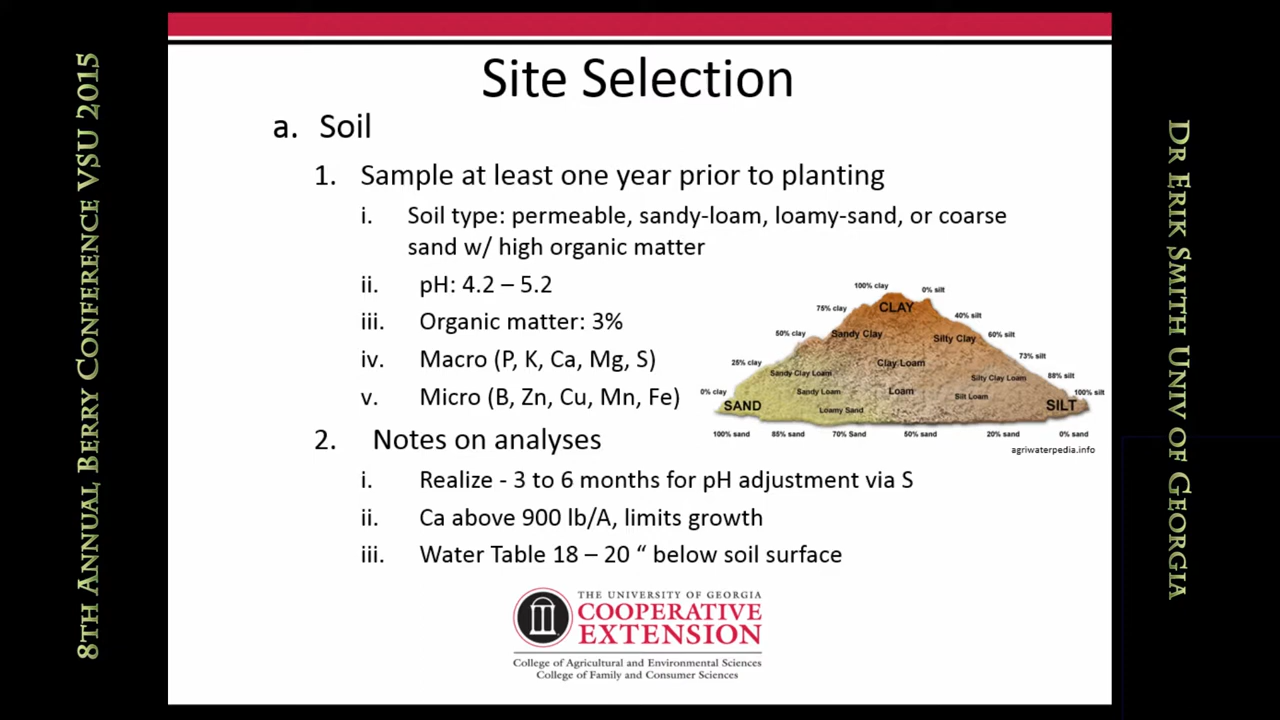 8TH ANNUAL BERRY CONFERENCE VSU 2015
Site Selection
a. Soil
1. Sample at least one year prior to planting
i. Soil type: permeable, sandy-loam, loamy-sand, or coarse
sand w/ high organic matter
ii. pH: 4.2 – 5.2
iii. Organic matter: 3%
iv. Macro (P, K, Ca, Mg, S)
v. Micro (B, Zn, Cu, Mn, Fe)
100% clay 0% silt
CLAY
75% clay 40% silt
50% clay Sandy Clay Silty Clay 60% silt
25% clay Clay Loam 73% silt
Sandy Clay Loam Silty Clay Loam 88% silt
0% clay Sandy Loam Loam Silt Loam 100% silt
SAND Loamy Sand SILT
100% sand 85% sand 70% Sand 50% sand 20% sand 0% sand
agriwaterpedia.info
2. Notes on analyses
i. Realize - 3 to 6 months for pH adjustment via S
ii. Ca above 900 lb/A, limits growth
iii. Water Table 18 – 20 “ below soil surface
THE UNIVERSITY OF GEORGIA
COOPERATIVE
EXTENSION
College of Agricultural and Environmental Sciences
College of Family and Consumer Sciences
DR ERIK SMITH UNIV OF GEORGIA